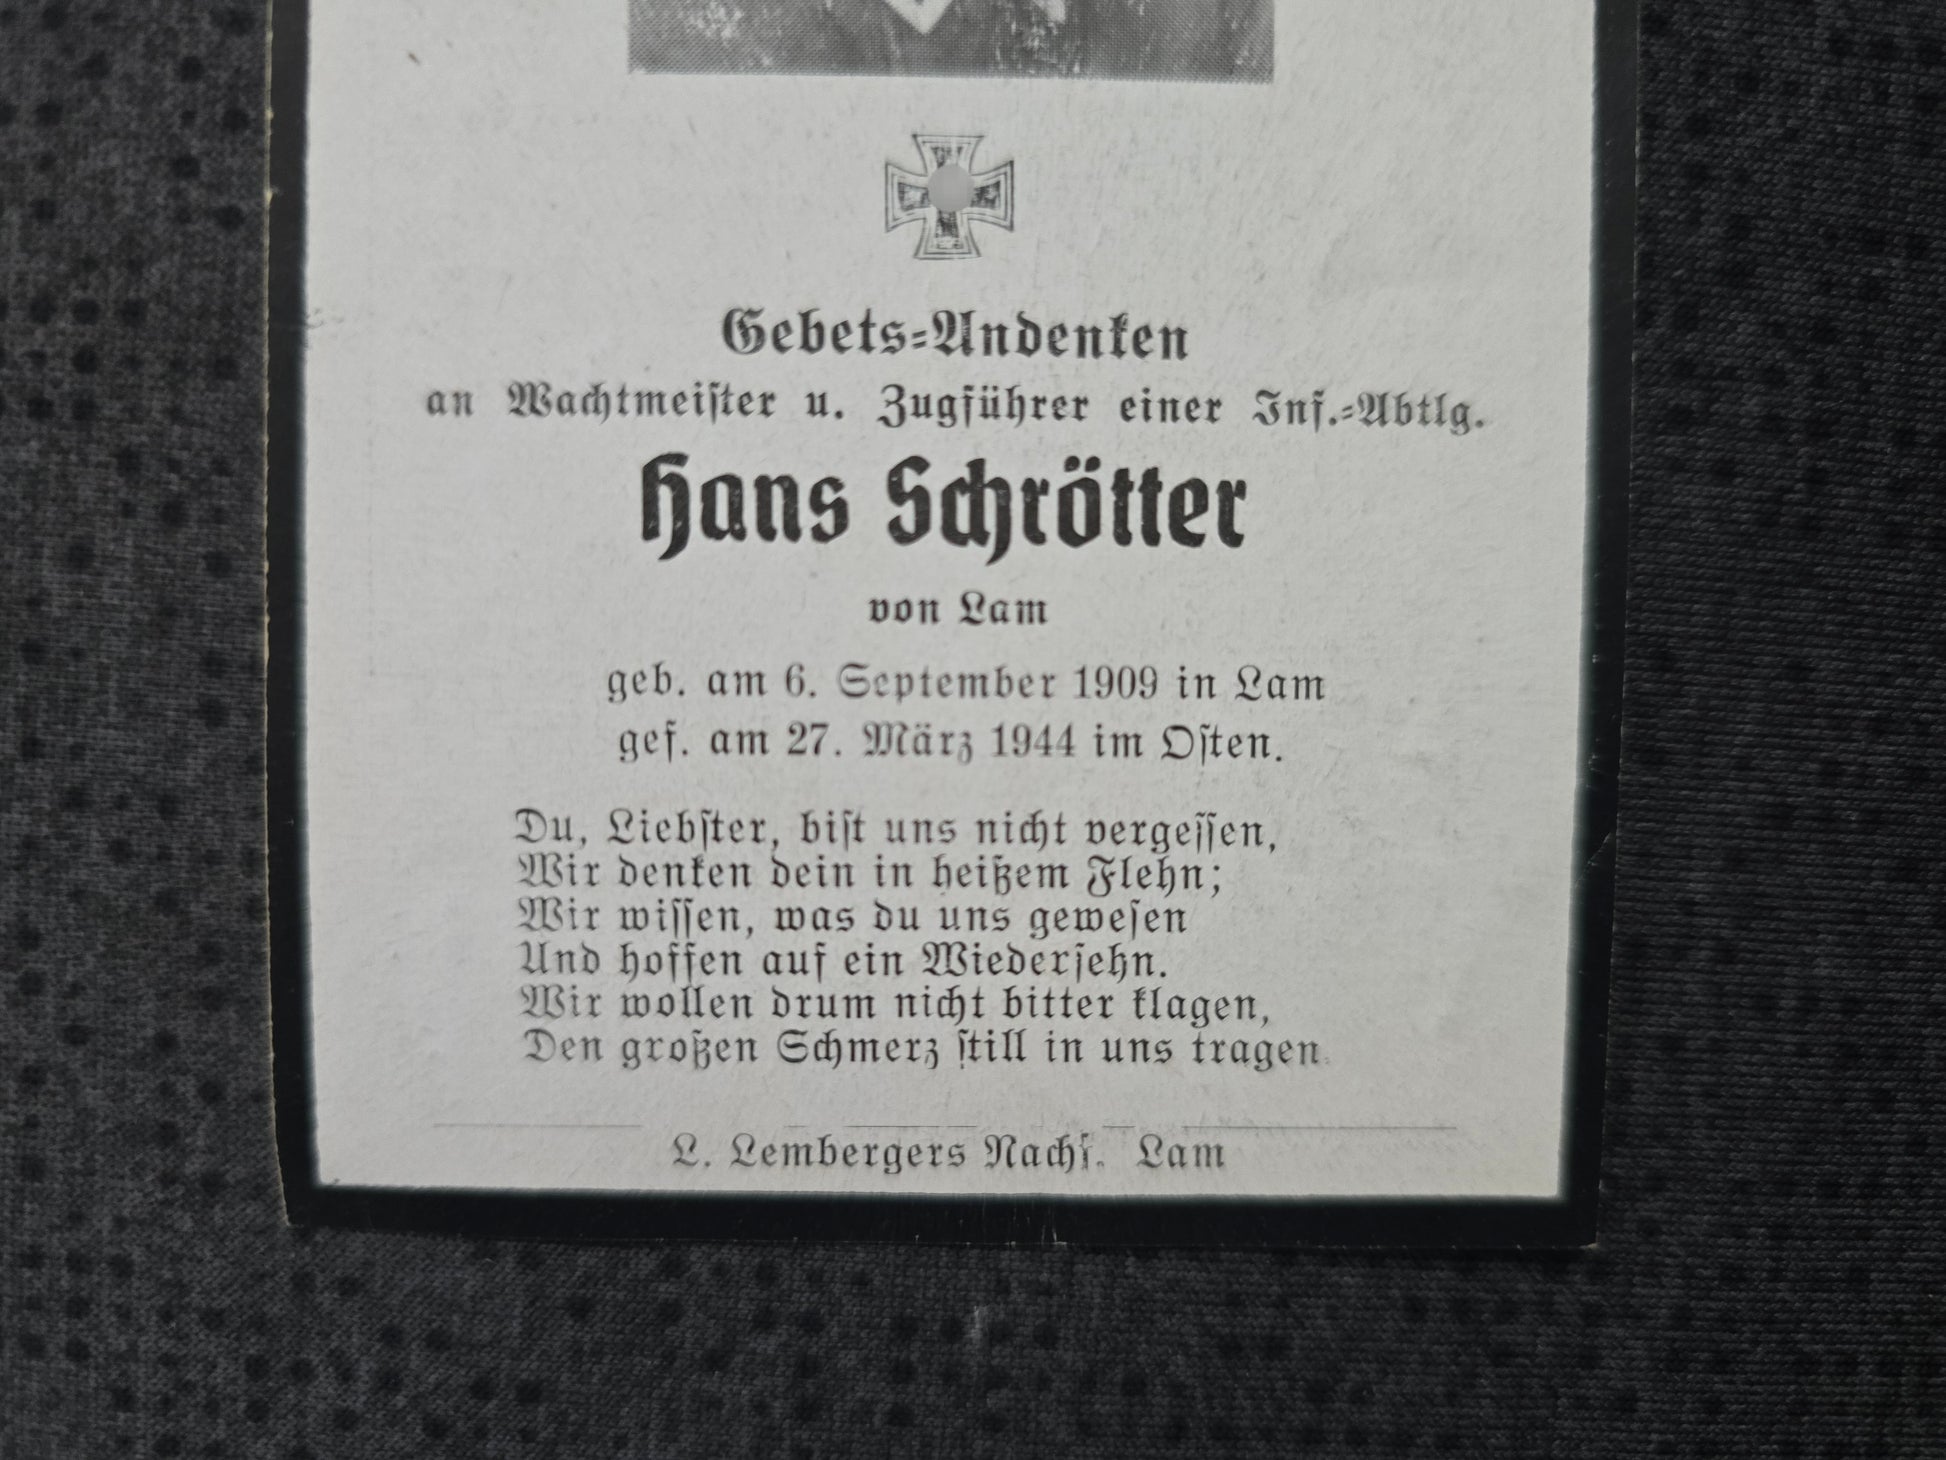 Gebets=Andenken
an Wachtmeister u. Zugführer einer Inf.=Abtlg.
Hans Schrötter
von Lam
geb. am 6. September 1909 in Lam
gef. am 27. März 1944 im Osten.
Du, Liebster, bist uns nicht vergessen,
Wir denken dein in heißem Flehn;
Wir wissen, was du uns gewesen
Und hoffen auf ein Wiedersehn.
Wir wollen drum nicht bitter klagen,
Den großen Schmerz still in uns tragen.
L. Lembergers Nachf. Lam